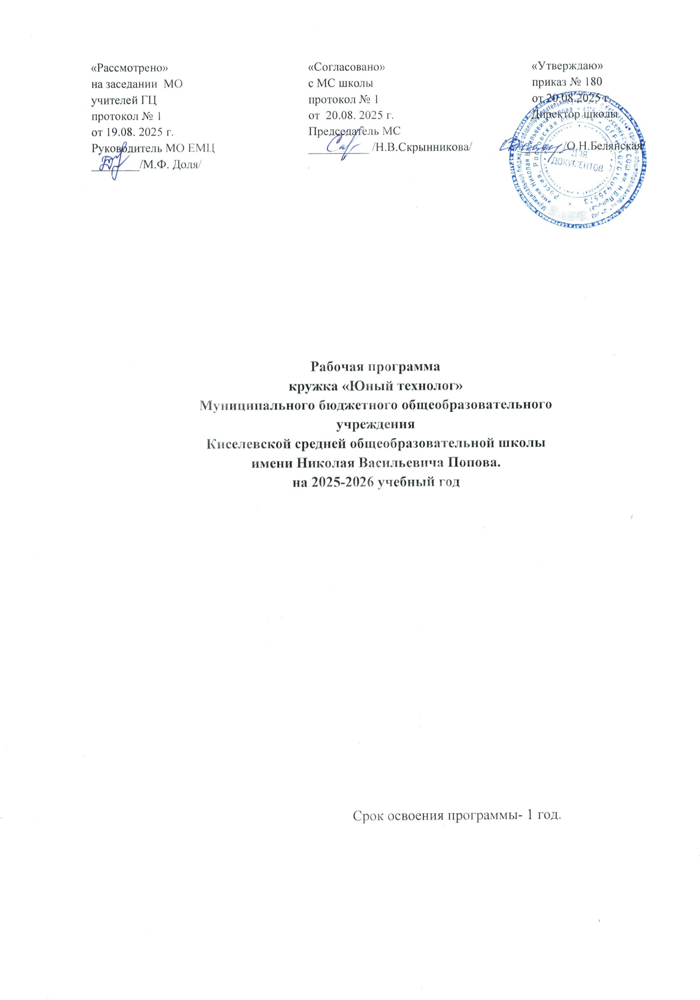 «Рассмотрено»
на заседании  МО
учителей ГЦ
протокол № 1
от 19.08. 2025 г.
Руководитель МО ЕМЦ
________/М.Ф. Доля/
«Согласовано»
с МС школы
протокол № 1
от  20.08. 2025 г.
Председатель МС
__________ /Н.В.Скрынникова/
«Утверждаю»
приказ № 180
от 20.08.2025 г.
Директор школы
/О.Н.Белянская/
ДЛЯ
ДОКУМЕНТОВ
Рабочая программа
кружка «Юный технолог»
Муниципального бюджетного общеобразовательного
учреждения
Киселевской средней общеобразовательной школы
имени Николая Васильевича Попова.
на 2025-2026 учебный год
Срок освоения программы- 1 год.